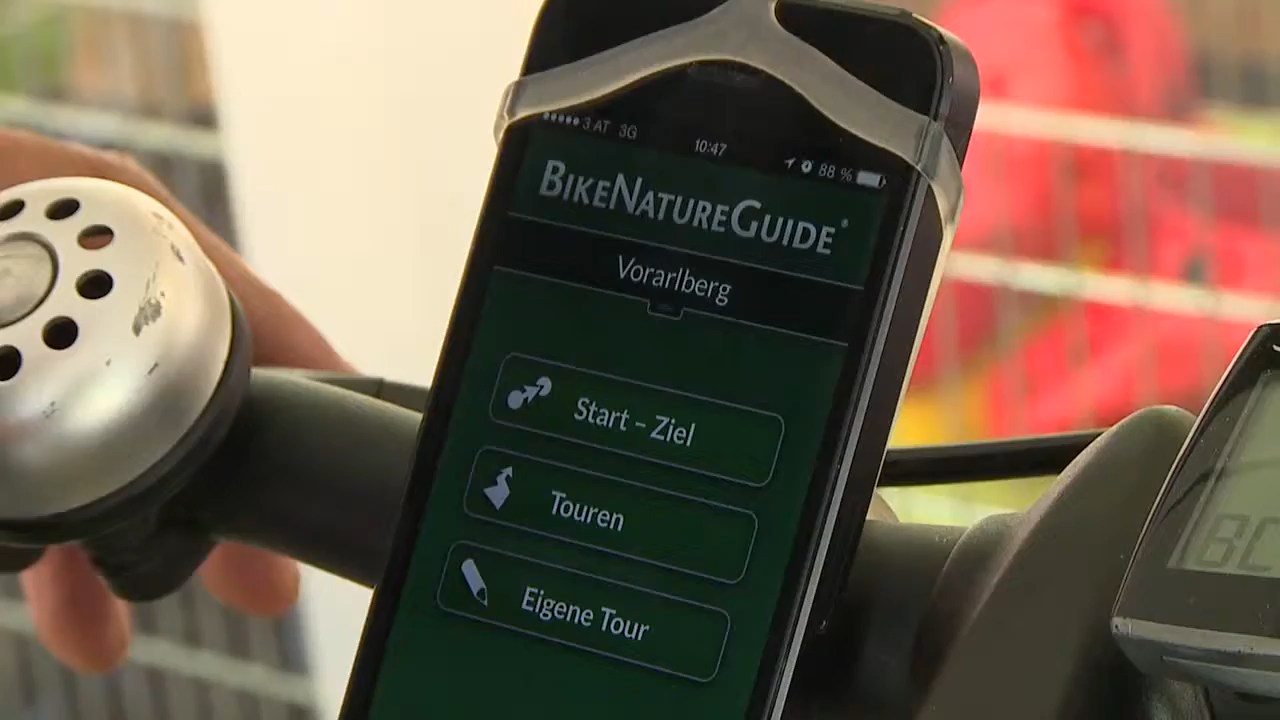 3 AT 3G 10:47 88 %
BIKENATUREGUIDE®
Vorarlberg
Start – Ziel
Touren
Eigene Tour